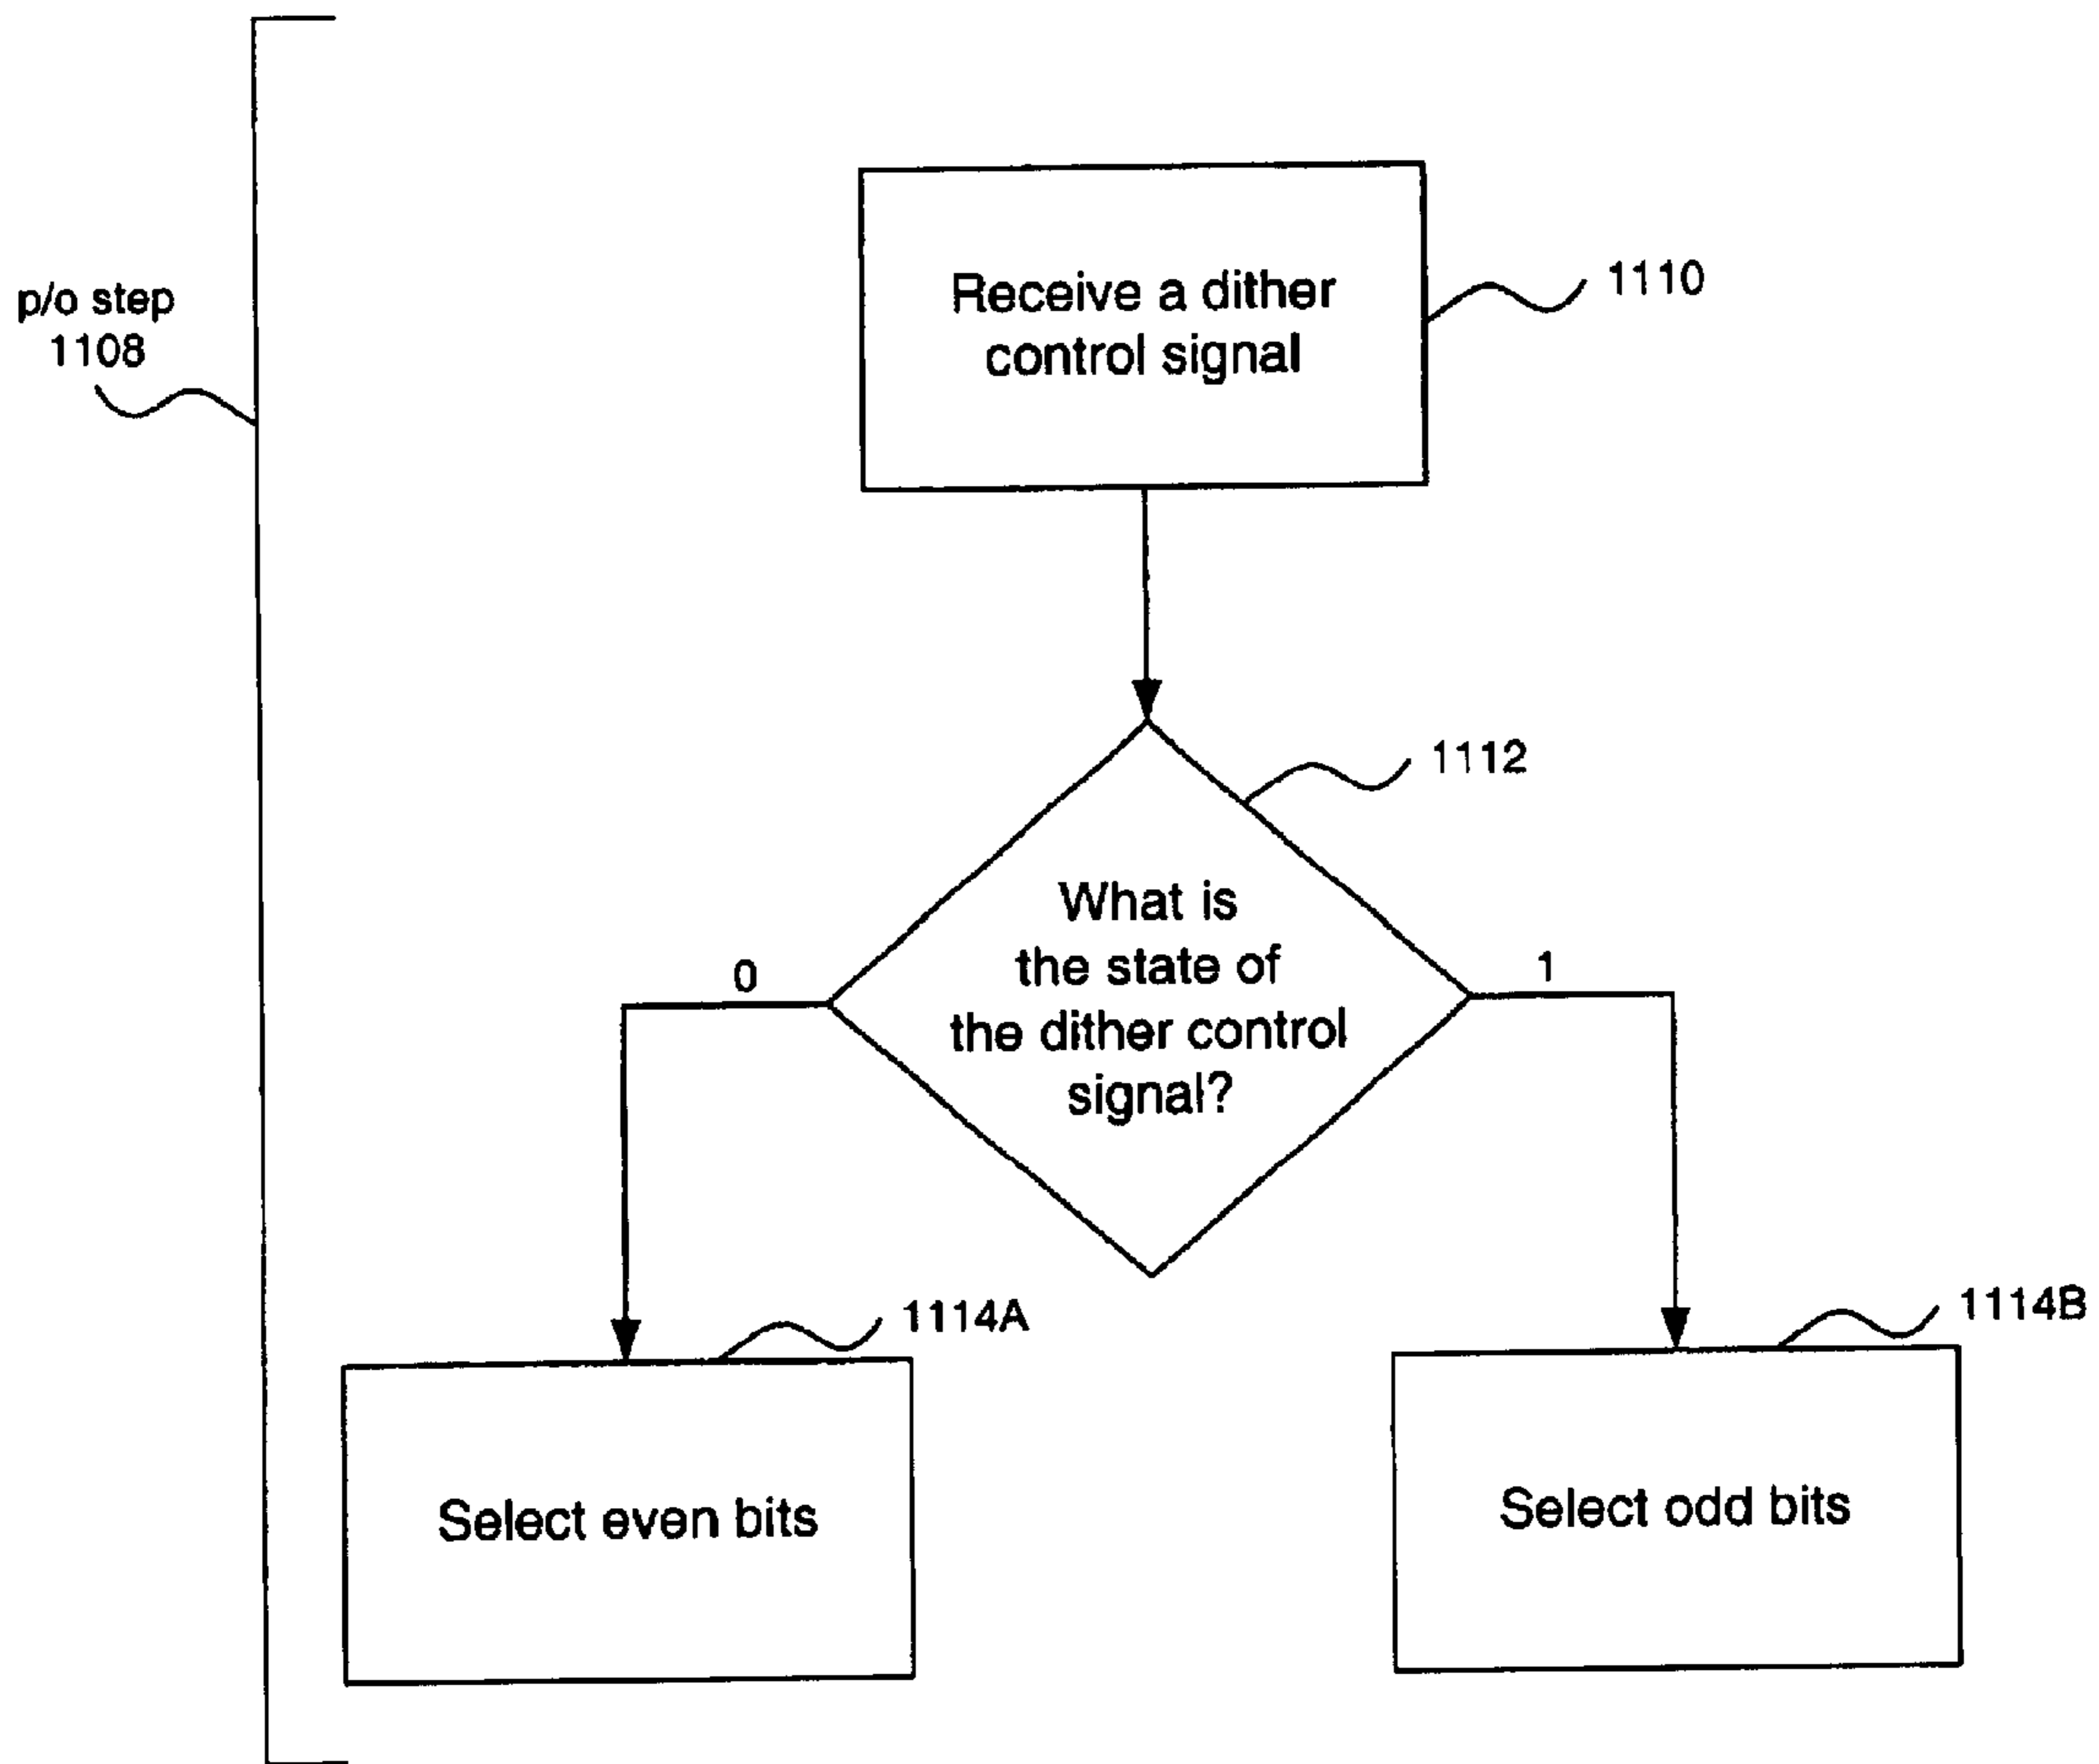 p/o step
1108
Receive a dither
control signal
1110
What is
the state of
the dither control
signal?
1112
0
1
1114A
Select even bits
1114B
Select odd bits